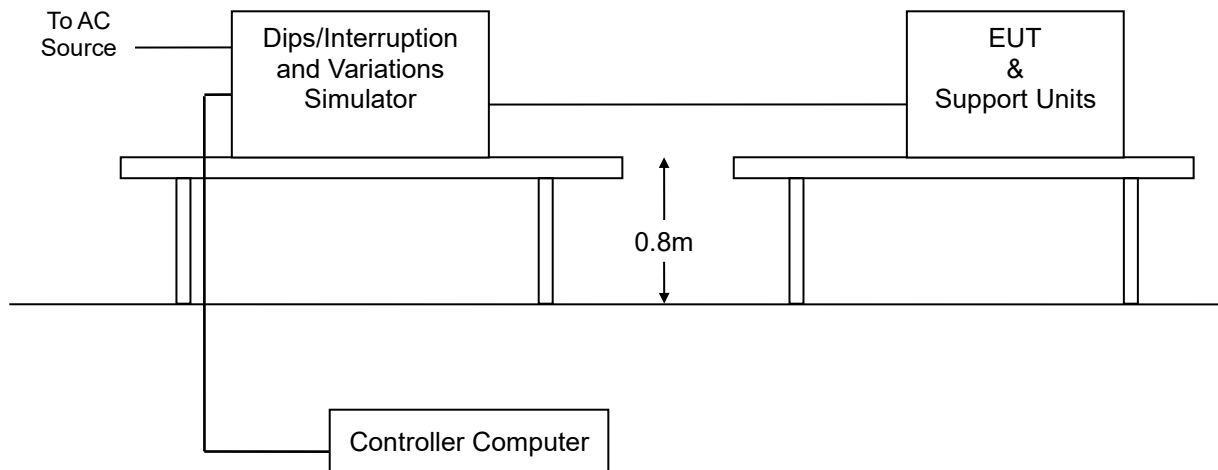 To AC
Source
Dips/Interruption
and Variations
Simulator
EUT
&
Support Units
0.8m
Controller Computer